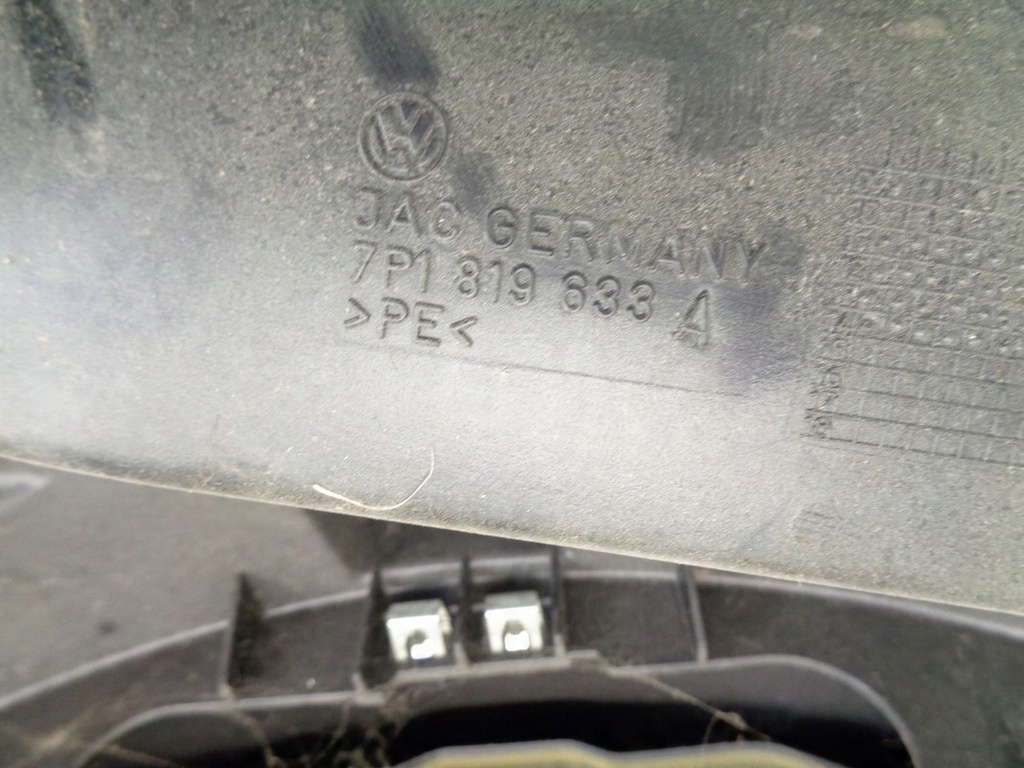 JAC GERMANY
7P1 819 633 A
>PE<